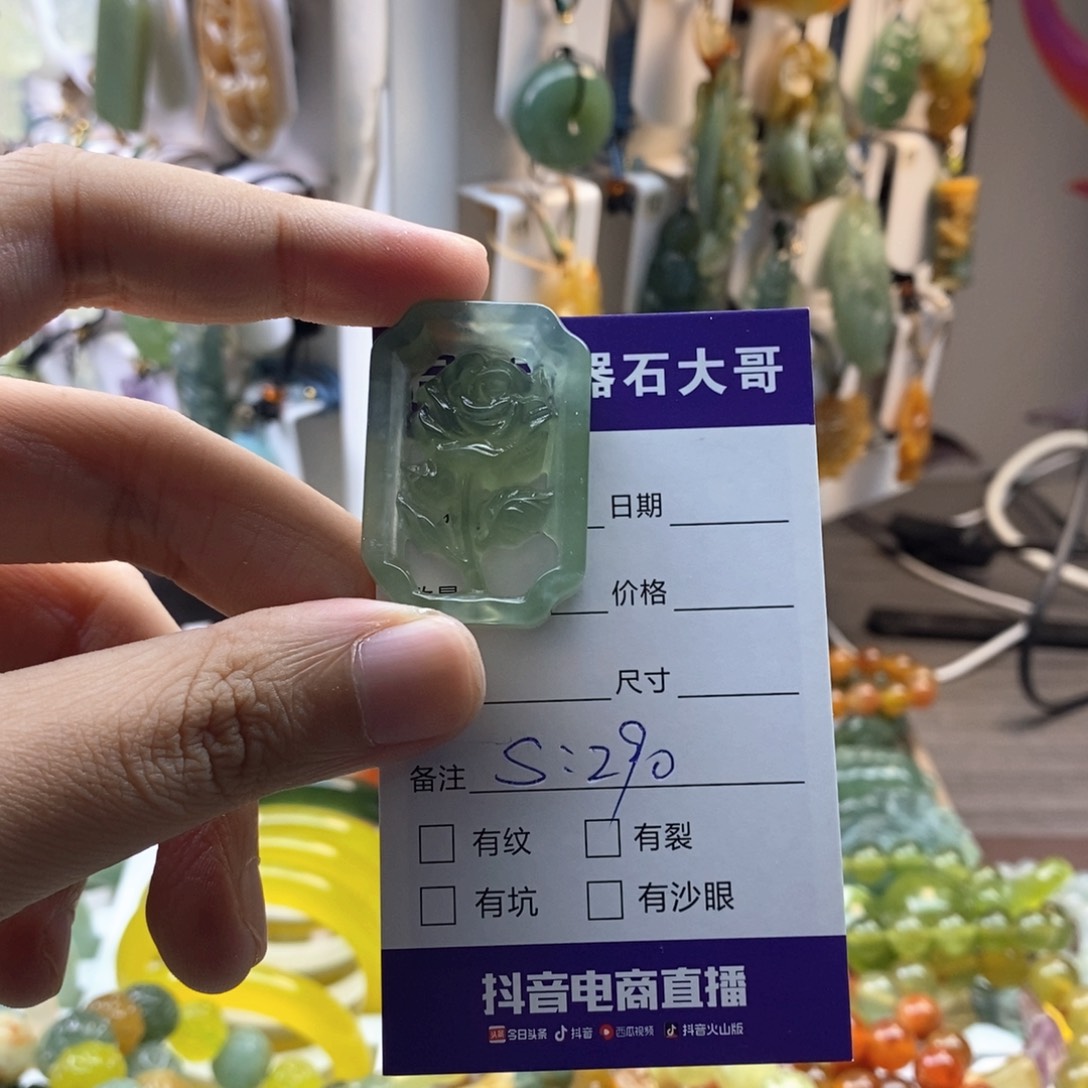 器石大哥
日期
价格
尺寸
备注 S:290
有纹 有裂
有坑 有沙眼
抖音电商直播
头条 今日头条 抖音 西瓜视频 抖音火山版